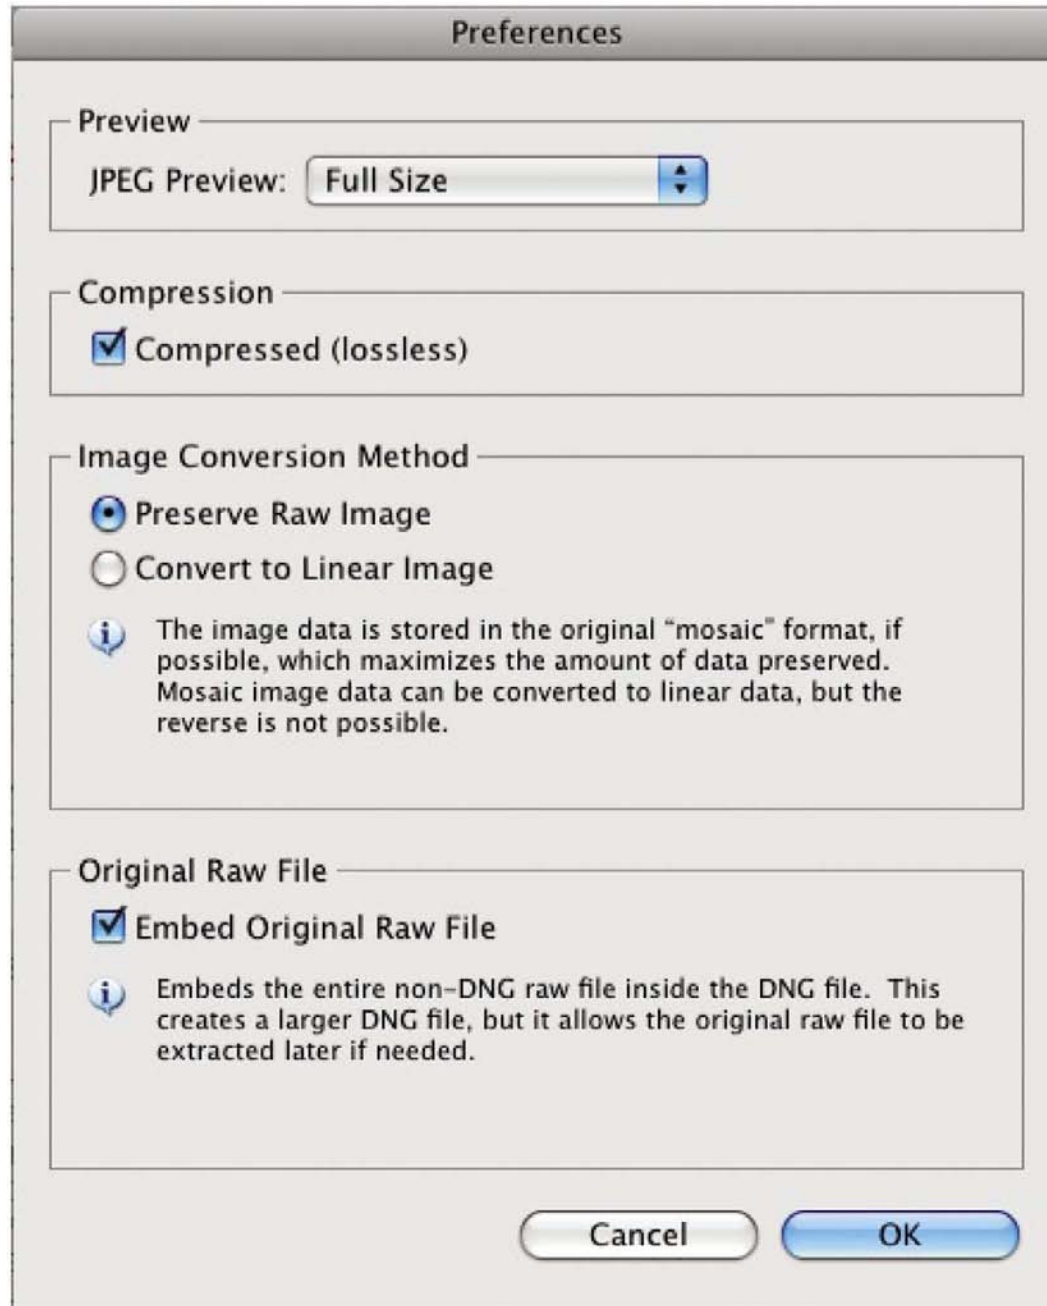 Preferences
Preview
JPEG Preview: Full Size
Compression
Compressed (lossless)
Image Conversion Method
Preserve Raw Image
Convert to Linear Image
The image data is stored in the original “mosaic” format, if
possible, which maximizes the amount of data preserved.
Mosaic image data can be converted to linear data, but the
reverse is not possible.
Original Raw File
Embed Original Raw File
Embeds the entire non-DNG raw file inside the DNG file. This
creates a larger DNG file, but it allows the original raw file to be
extracted later if needed.
Cancel OK